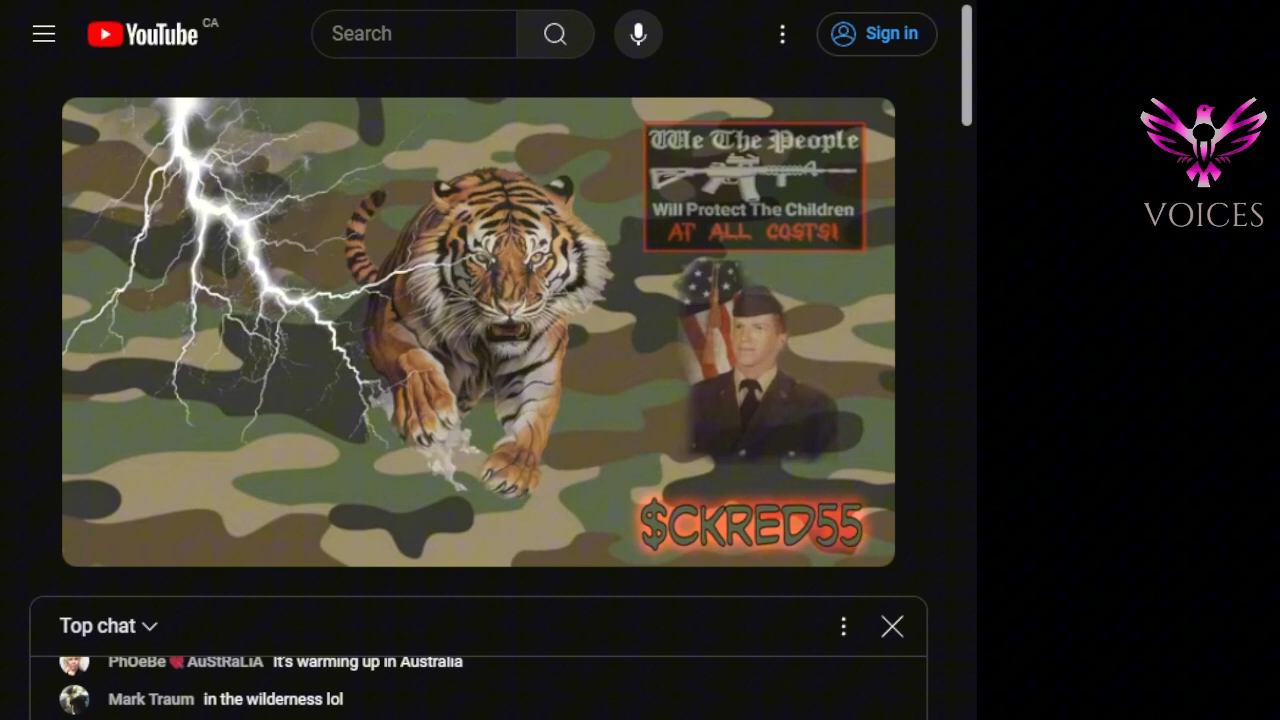 YouTube CA
Search
Sign in
VOICES
We The People
Will Protect The Children
AT ALL COSTS!
$CKRED55
Top chat
PhOeBe AuStRaLiA It's warming up in Australia
Mark Traum in the wilderness lol